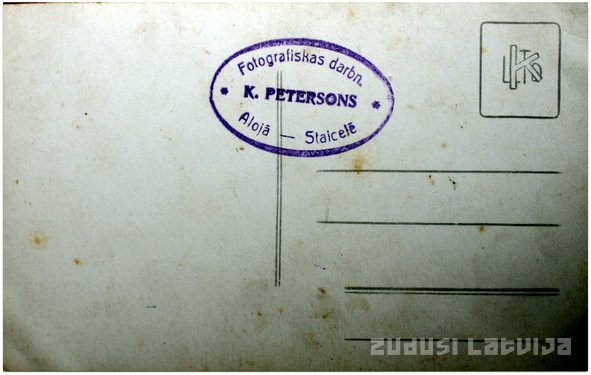 Fotografiskas darbn.
* K. PETERSONS *
Alojā — Staicelē
ZUDUSI LATVIJA